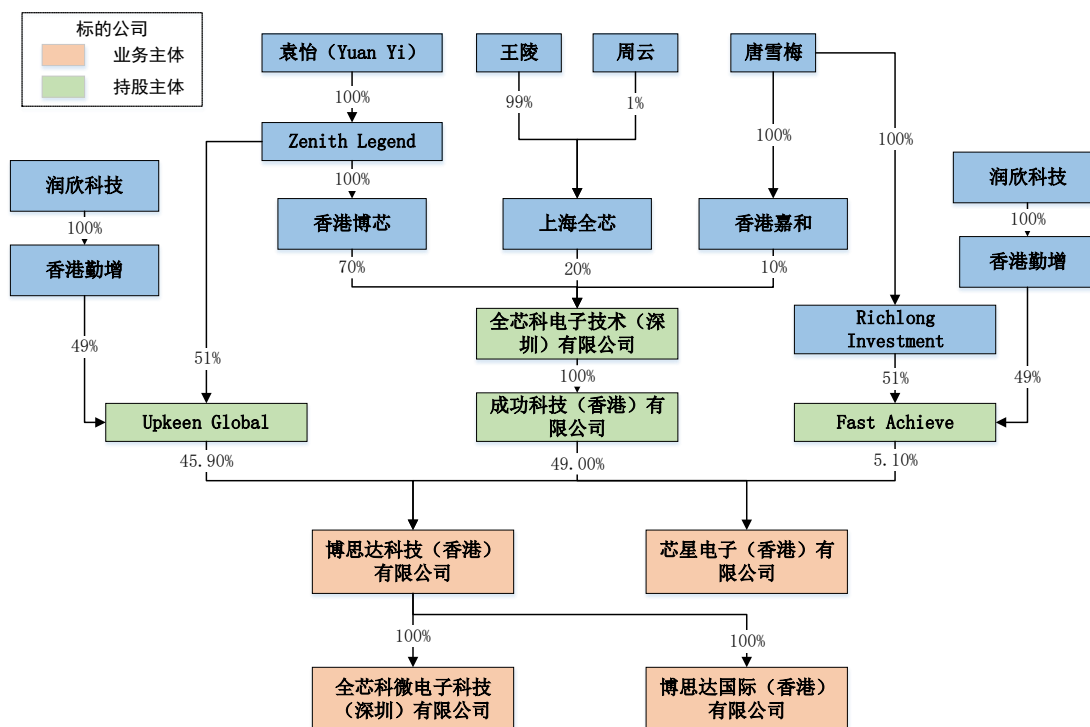 标的公司
业务主体
持股主体
袁怡（Yuan Yi）
王陵
周云
唐雪梅
100%
99%
1%
100%
100%
Zenith Legend
润欣科技
润欣科技
100%
100%
100%
香港博芯
上海全芯
香港嘉和
香港勤增
香港勤增
70%
20%
10%
全芯科电子技术（深
圳）有限公司
Richlong
Investment
49%
51%
100%
51%
49%
Upkeen Global
成功科技（香港）有
限公司
Fast Achieve
45.90%
49.00%
5.10%
博思达科技（香港）
有限公司
芯星电子（香港）有
限公司
100%
100%
全芯科微电子科技
（深圳）有限公司
博思达国际（香港）
有限公司